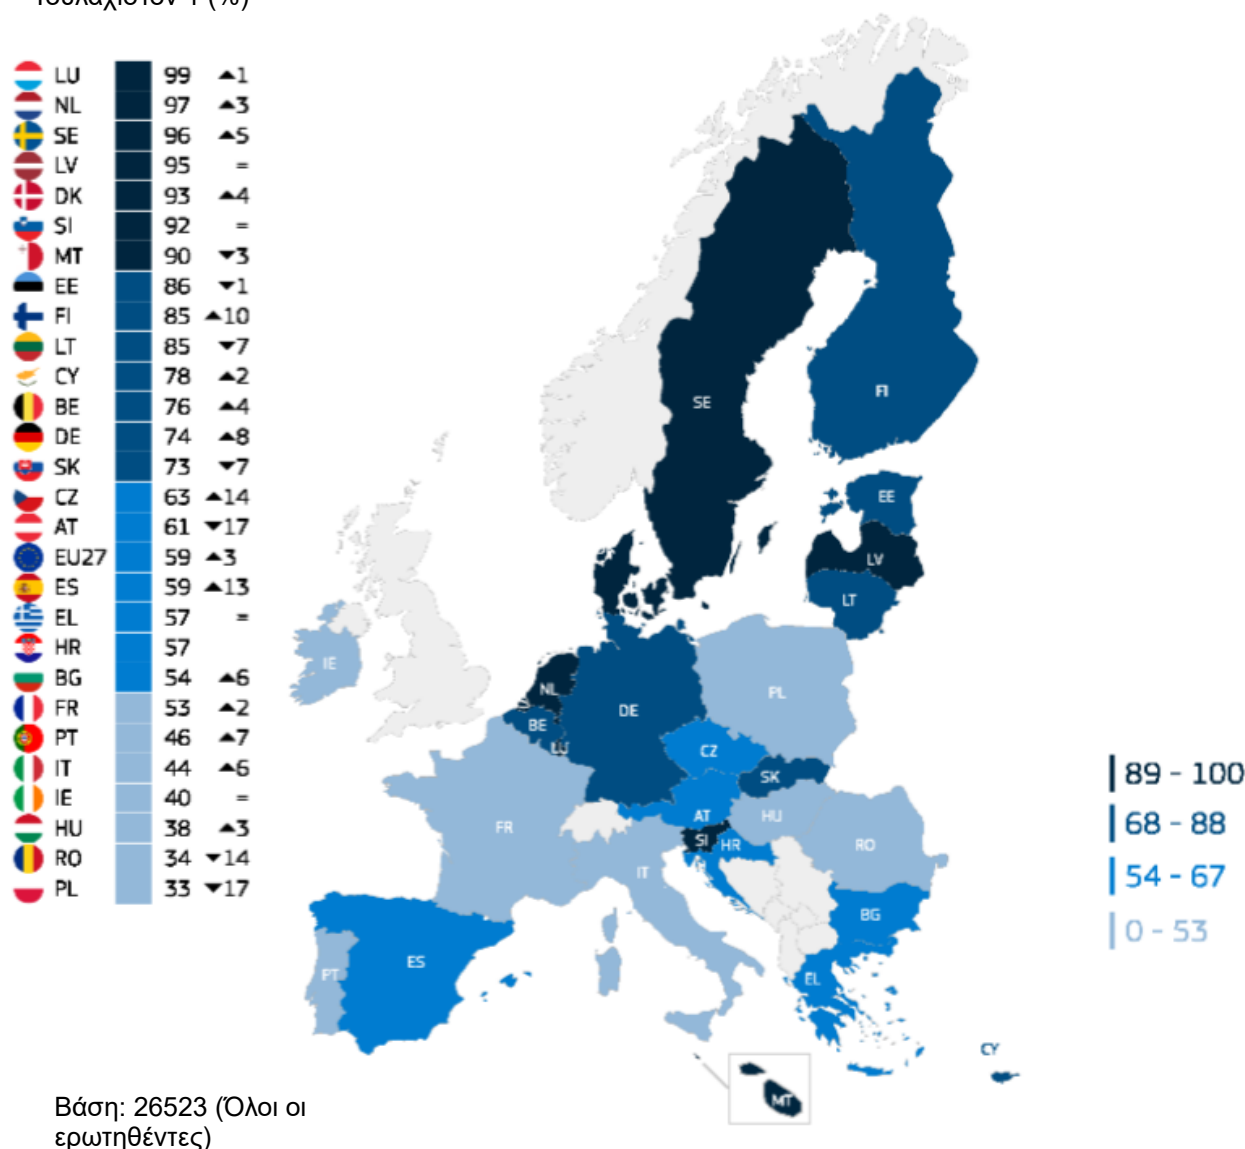 τουλάχιστον 1 (%)
LU 99 ▲1
NL 97 ▲3
SE 96 ▲5
LV 95 =
DK 93 ▲4
SI 92 =
MT 90 ▼3
EE 86 ▼1
FI 85 ▲10
LT 85 ▼7
CY 78 ▲2
BE 76 ▲4
DE 74 ▲8
SK 73 ▼7
CZ 63 ▲14
AT 61 ▼17
EU27 59 ▲3
ES 59 ▲13
EL 57 =
HR 57
BG 54 ▲6
FR 53 ▲2
PT 46 ▲7
IT 44 ▲6
IE 40 =
HU 38 ▲3
RO 34 ▼14
PL 33 ▼17
SE
FI
EE
LV
LT
IE
NL
PL
BE
DE
LU
CZ
SK
FR
AT
HU
SI
HR
RO
IT
BG
PT
ES
EL
CY
MT
89 - 100
68 - 88
54 - 67
0 - 53
Βάση: 26523 (Όλοι οι
ερωτηθέντες)